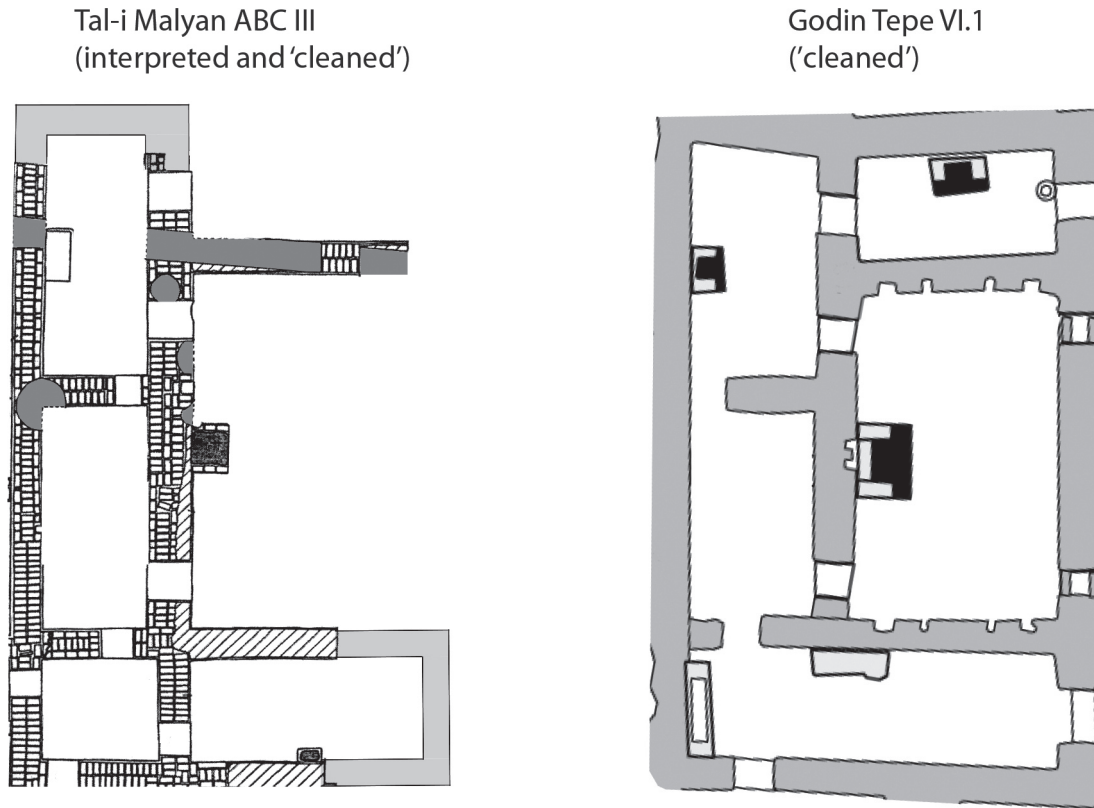 Tal-i Malyan ABC III
(interpreted and ‘cleaned’)
Godin Tepe VI.1
(’cleaned’)